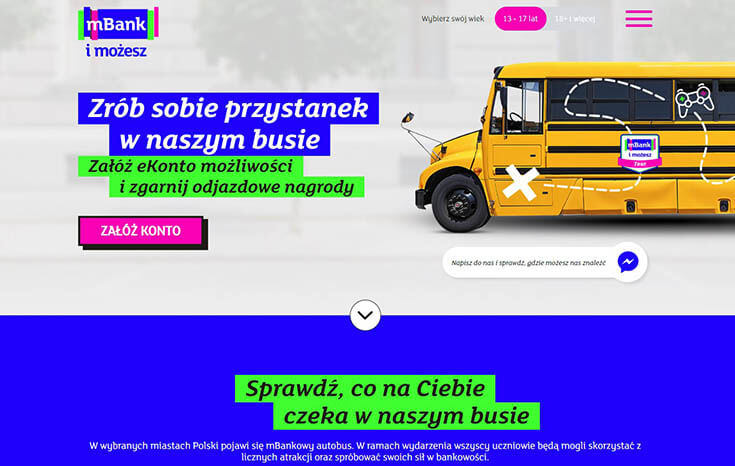 mBank
i możesz
Wybierz swój wiek
13 - 17 lat
18+ i więcej
Zrób sobie przystanek
w naszym busie
Załóż eKonto możliwości
i zgarnij odjazdowe nagrody
ZAŁÓŻ KONTO
mBank
i możesz
Tour
Napisz do nas i sprawdź, gdzie możesz nas znaleźć
Sprawdź, co na Ciebie
czeka w naszym busie
W wybranych miastach Polski pojawi się mBankowy autobus. W ramach wydarzenia wszyscy uczniowie będą mogli skorzystać z
licznych atrakcji oraz spróbować swoich sił w bankowości.